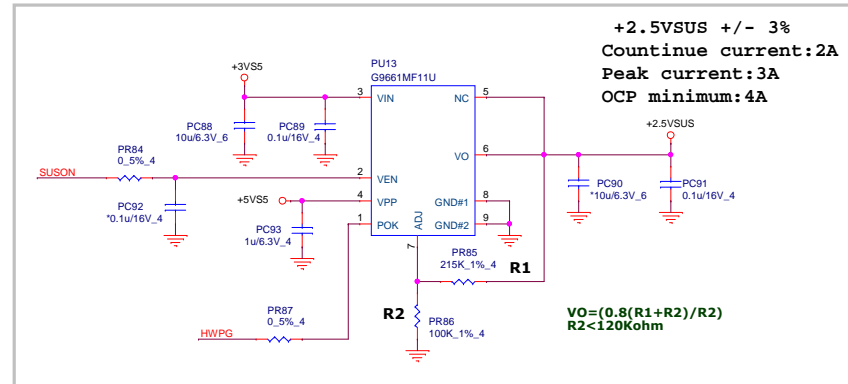 +2.5VSUS +/- 3%
Countinue current:2A
Peak current:3A
OCP minimum:4A
PU13
G9661MF11U
+3VS5
3
VIN
NC
5
PC88
10u/6.3V_6
PC89
0.1u/16V_4
+2.5VSUS
PR84
0_5%_4
VO
6
SUSON
2
VEN
PC90
*10u/6.3V_6
PC91
0.1u/16V_4
PC92
*0.1u/16V_4
+5VS5
4
VPP
GND#1
8
1
POK
ADJ
GND#2
9
PC93
1u/6.3V_4
7
PR85
215K_1%_4
R1
R2
PR86
100K_1%_4
VO=(0.8(R1+R2)/R2)
R2<120Kohm
PR87
0_5%_4
HWPG